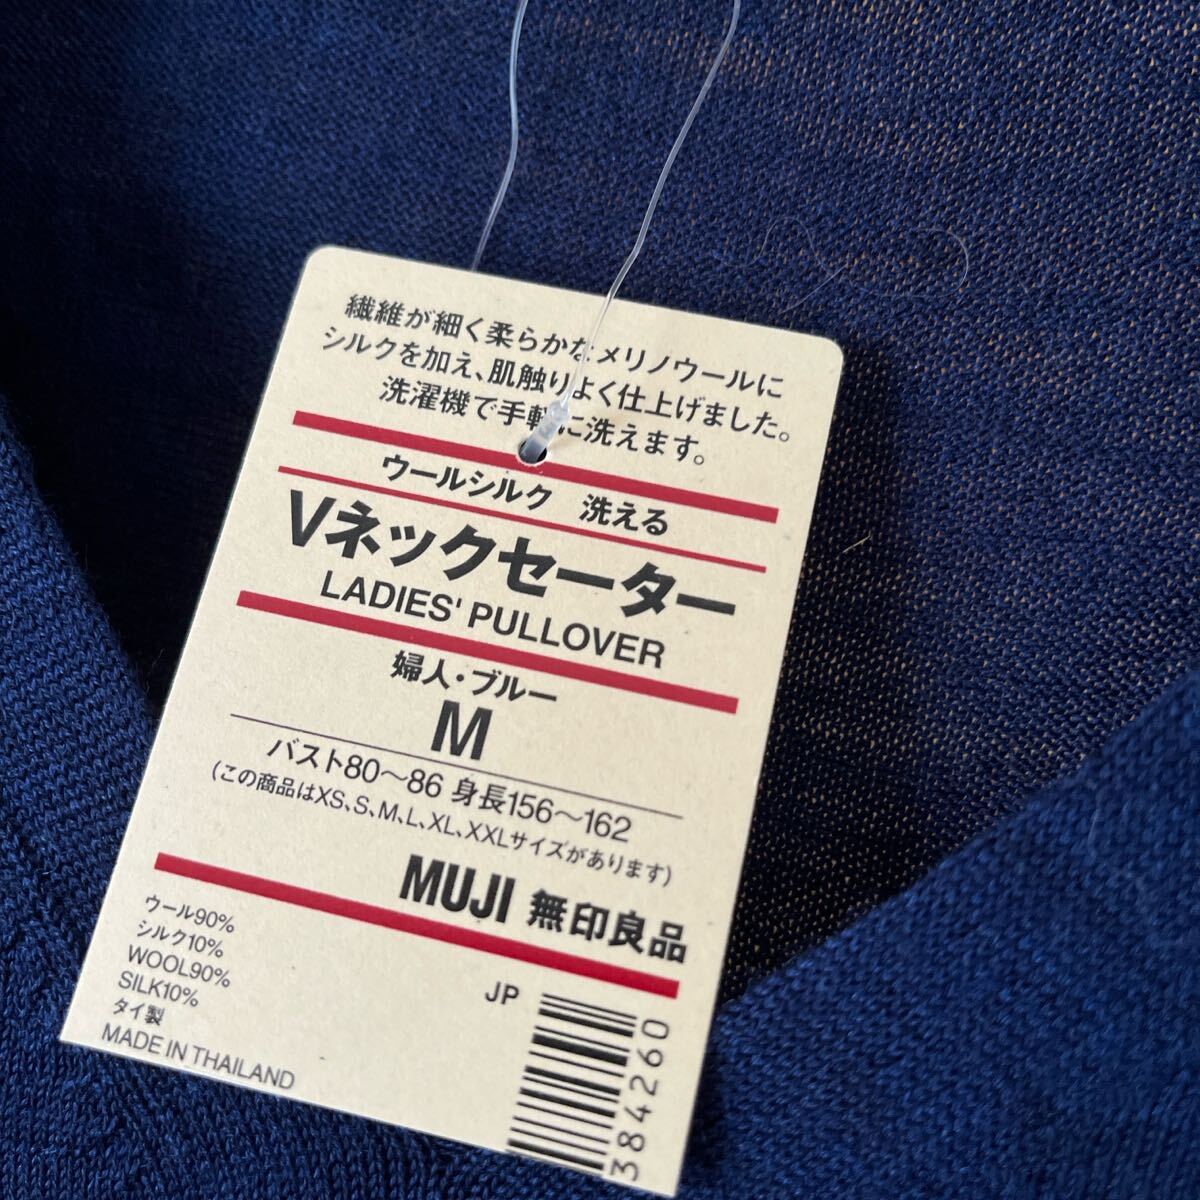 繊維が細く柔らかなメリノウールに
シルクを加え、肌触りよく仕上げました。
洗濯機で手軽に洗えます。
ウールシルク 洗える
Vネックセーター
LADIES' PULLOVER
婦人・ブルー
M
バスト80～86 身長156～162
(この商品はXS、S、M、L、XL、XXLサイズがあります)
MUJI 無印良品
ウール90%
シルク10%
WOOL90%
SILK10%
タイ製
MADE IN THAILAND
JP
384260